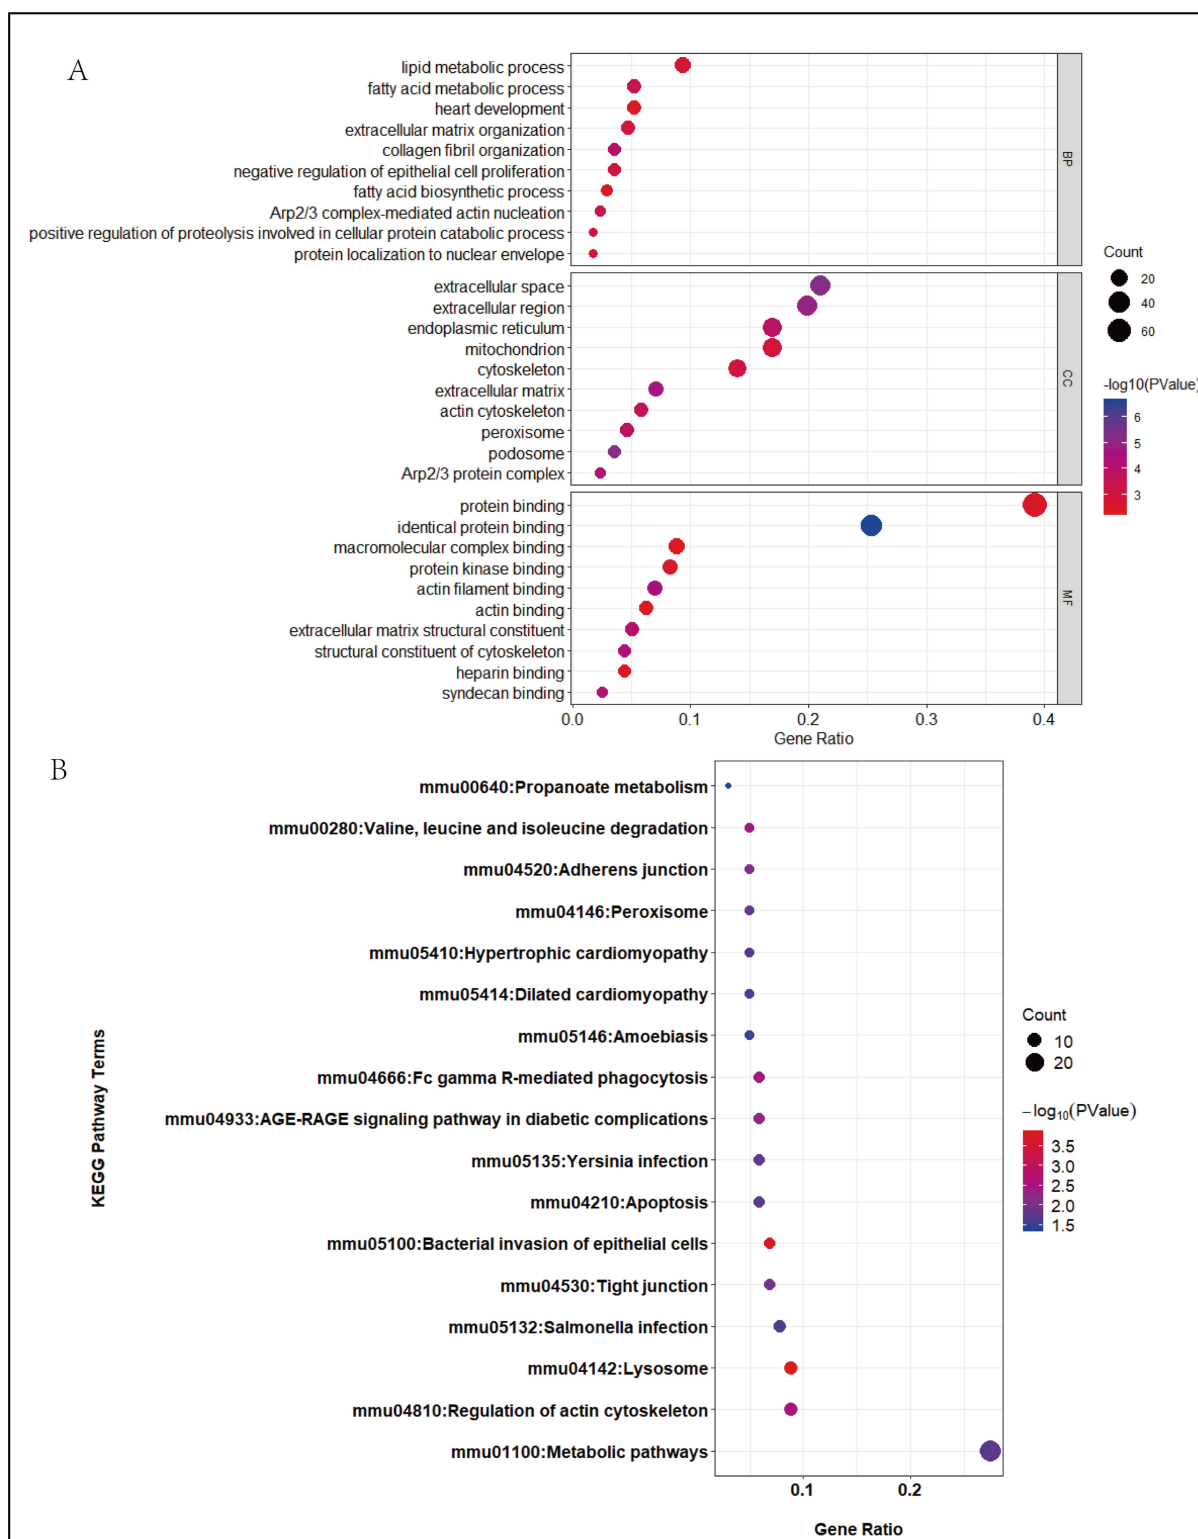 A
lipid metabolic process
fatty acid metabolic process
heart development
extracellular matrix organization
collagen fibril organization
negative regulation of epithelial cell proliferation
fatty acid biosynthetic process
Arp2/3 complex-mediated actin nucleation
positive regulation of proteolysis involved in cellular protein catabolic process
protein localization to nuclear envelope
BP
extracellular space
extracellular region
endoplasmic reticulum
mitochondrion
cytoskeleton
extracellular matrix
actin cytoskeleton
peroxisome
podosome
Arp2/3 protein complex
CC
protein binding
identical protein binding
macromolecular complex binding
protein kinase binding
actin filament binding
actin binding
extracellular matrix structural constituent
structural constituent of cytoskeleton
heparin binding
syndecan binding
MF
0.0 0.1 0.2 0.3 0.4
Gene Ratio
Count
20
40
60
-log10(PValue)
6
5
4
3
B
KEGG Pathway Terms
mmu00640:Propanoate metabolism
mmu00280:Valine, leucine and isoleucine degradation
mmu04520:Adherens junction
mmu04146:Peroxisome
mmu05410:Hypertrophic cardiomyopathy
mmu05414:Dilated cardiomyopathy
mmu05146:Amoebiasis
mmu04666:Fc gamma R-mediated phagocytosis
mmu04933:AGE-RAGE signaling pathway in diabetic complications
mmu05135:Yersinia infection
mmu04210:Apoptosis
mmu05100:Bacterial invasion of epithelial cells
mmu04530:Tight junction
mmu05132:Salmonella infection
mmu04142:Lysosome
mmu04810:Regulation of actin cytoskeleton
mmu01100:Metabolic pathways
0.1 0.2
Gene Ratio
Count
10
20
−log₁₀(PValue)
3.5
3.0
2.5
2.0
1.5